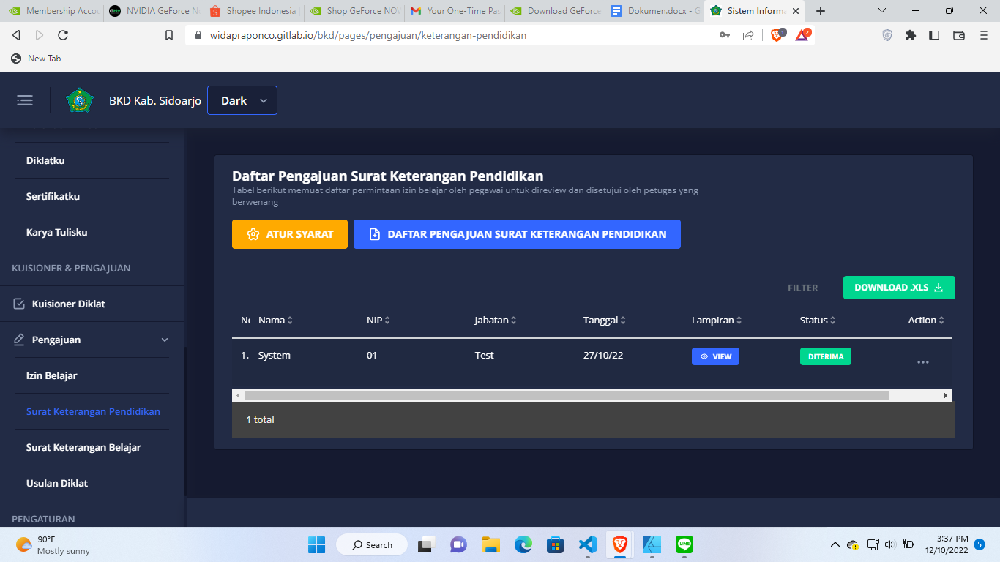 Membership Accou
NVIDIA GeForce N
Shopee Indonesia
Shop GeForce NOW
Your One-Time Pas
Download GeForce
Dokumen.docx - G
Sistem Informa
widapraponco.gitlab.io/bkd/pages/pengajuan/keterangan-pendidikan
1
2
New Tab
BKD Kab. Sidoarjo
Dark
Diklatku
Sertifikatku
Karya Tulisku
KUISIONER & PENGAJUAN
Kuisioner Diklat
Pengajuan
Izin Belajar
Surat Keterangan Pendidikan
Surat Keterangan Belajar
Usulan Diklat
PENGATURAN
Daftar Pengajuan Surat Keterangan Pendidikan
Tabel berikut memuat daftar permintaan izin belajar oleh pegawai untuk direview dan disetujui oleh petugas yang
berwenang
ATUR SYARAT
DAFTAR PENGAJUAN SURAT KETERANGAN PENDIDIKAN
FILTER
DOWNLOAD .XLS
Nama NIP Jabatan Tanggal Lampiran Status Action
1. System 01 Test 27/10/22 VIEW DITERIMA ...
1 total
90°F
Mostly sunny
Search
LINE
3:37 PM
12/10/2022
5